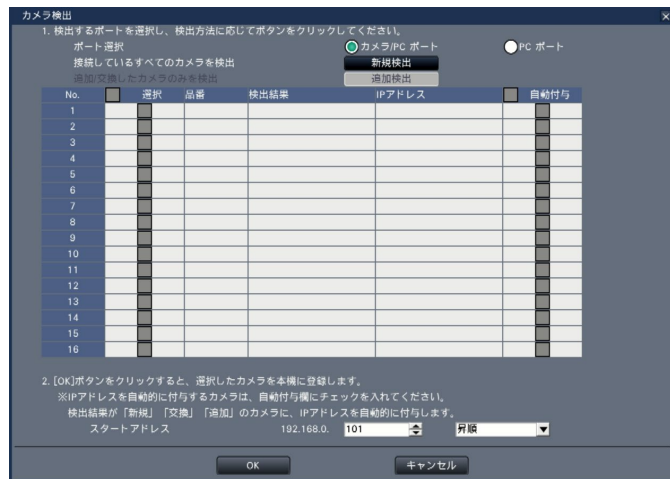 カメラ検出
1. 検出するポートを選択し、検出方法に応じてボタンをクリックしてください。
ポート選択 カメラ/PC ポート PC ポート
接続しているすべてのカメラを検出 新規検出
追加/交換したカメラのみを検出 追加検出
No. 選択 品番 検出結果 IPアドレス 自動付与
1
2
3
4
5
6
7
8
9
10
11
12
13
14
15
16
2. [OK]ボタンをクリックすると、選択したカメラを本機に登録します。
※IPアドレスを自動的に付与するカメラは、自動付与欄にチェックを入れてください。
検出結果が「新規」「交換」「追加」のカメラに、IPアドレスを自動的に付与します。
スタートアドレス 192.168.0. 101 昇順
OK キャンセル